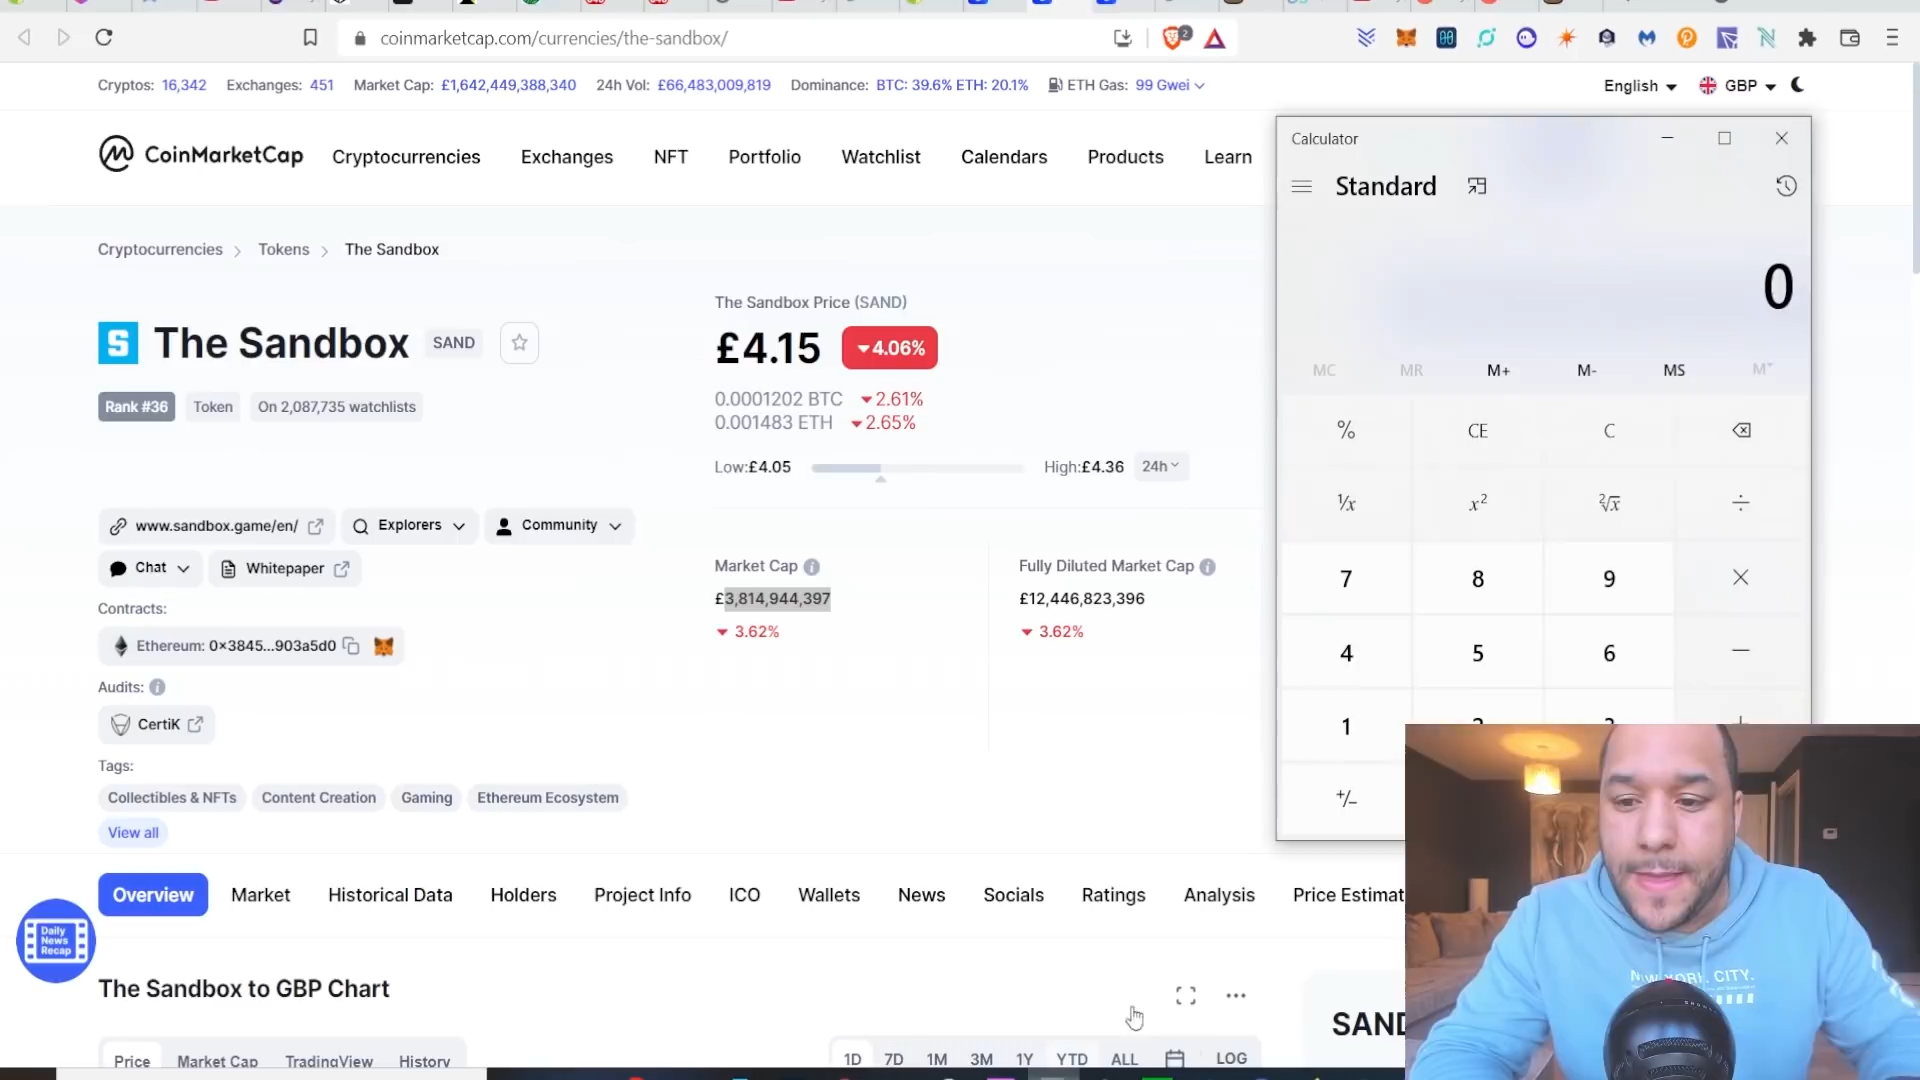 coinmarketcap.com/currencies/the-sandbox/
2
Cryptos: 16,342 Exchanges: 451 Market Cap: £1,642,449,388,340 24h Vol: £66,483,009,819 Dominance: BTC: 39.6% ETH: 20.1% ETH Gas: 99 Gwei
English GBP
CoinMarketCap Cryptocurrencies Exchanges NFT Portfolio Watchlist Calendars Products Learn
Cryptocurrencies Tokens The Sandbox
S The Sandbox SAND
Rank #36 Token On 2,087,735 watchlists
www.sandbox.game/en/ Explorers Community
Chat Whitepaper
Contracts:
Ethereum: 0x3845...903a5d0
Audits:
CertiK
Tags:
Collectibles & NFTs Content Creation Gaming Ethereum Ecosystem
View all
The Sandbox Price (SAND)
£4.15 4.06%
0.0001202 BTC 2.61%
0.001483 ETH 2.65%
Low:£4.05 High:£4.36 24h
Market Cap
£3,814,944,397
3.62%
Fully Diluted Market Cap
£12,446,823,396
3.62%
Calculator
Standard
0
MC MR M+ M- MS M
% CE C
1/x x² ²√x ÷
7 8 9 ×
4 5 6 −
1 2 3 +
+/−
Overview Market Historical Data Holders Project Info ICO Wallets News Socials Ratings Analysis Price Estimat
Daily
News
Recap
The Sandbox to GBP Chart
Price Market Cap TradingView History
1D 7D 1M 3M 1Y YTD ALL LOG
SAND
NEW YORK CITY.